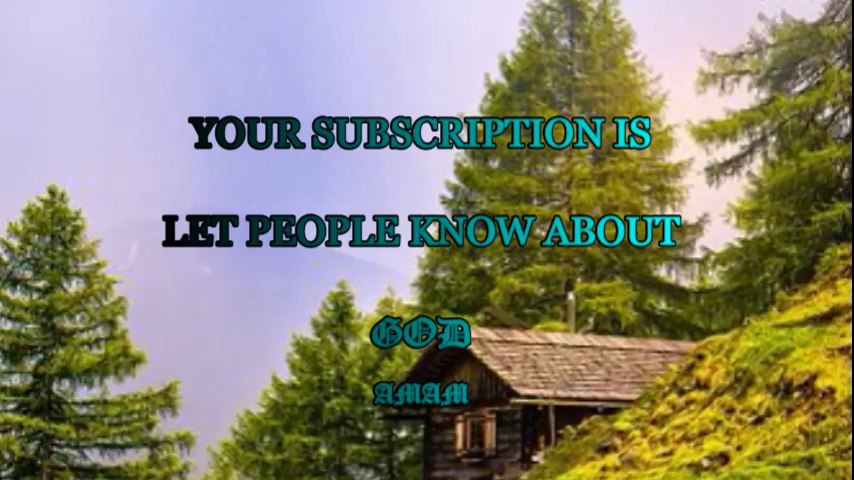 YOUR SUBSCRIPTION IS
LET PEOPLE KNOW ABOUT
GOD
AMAM